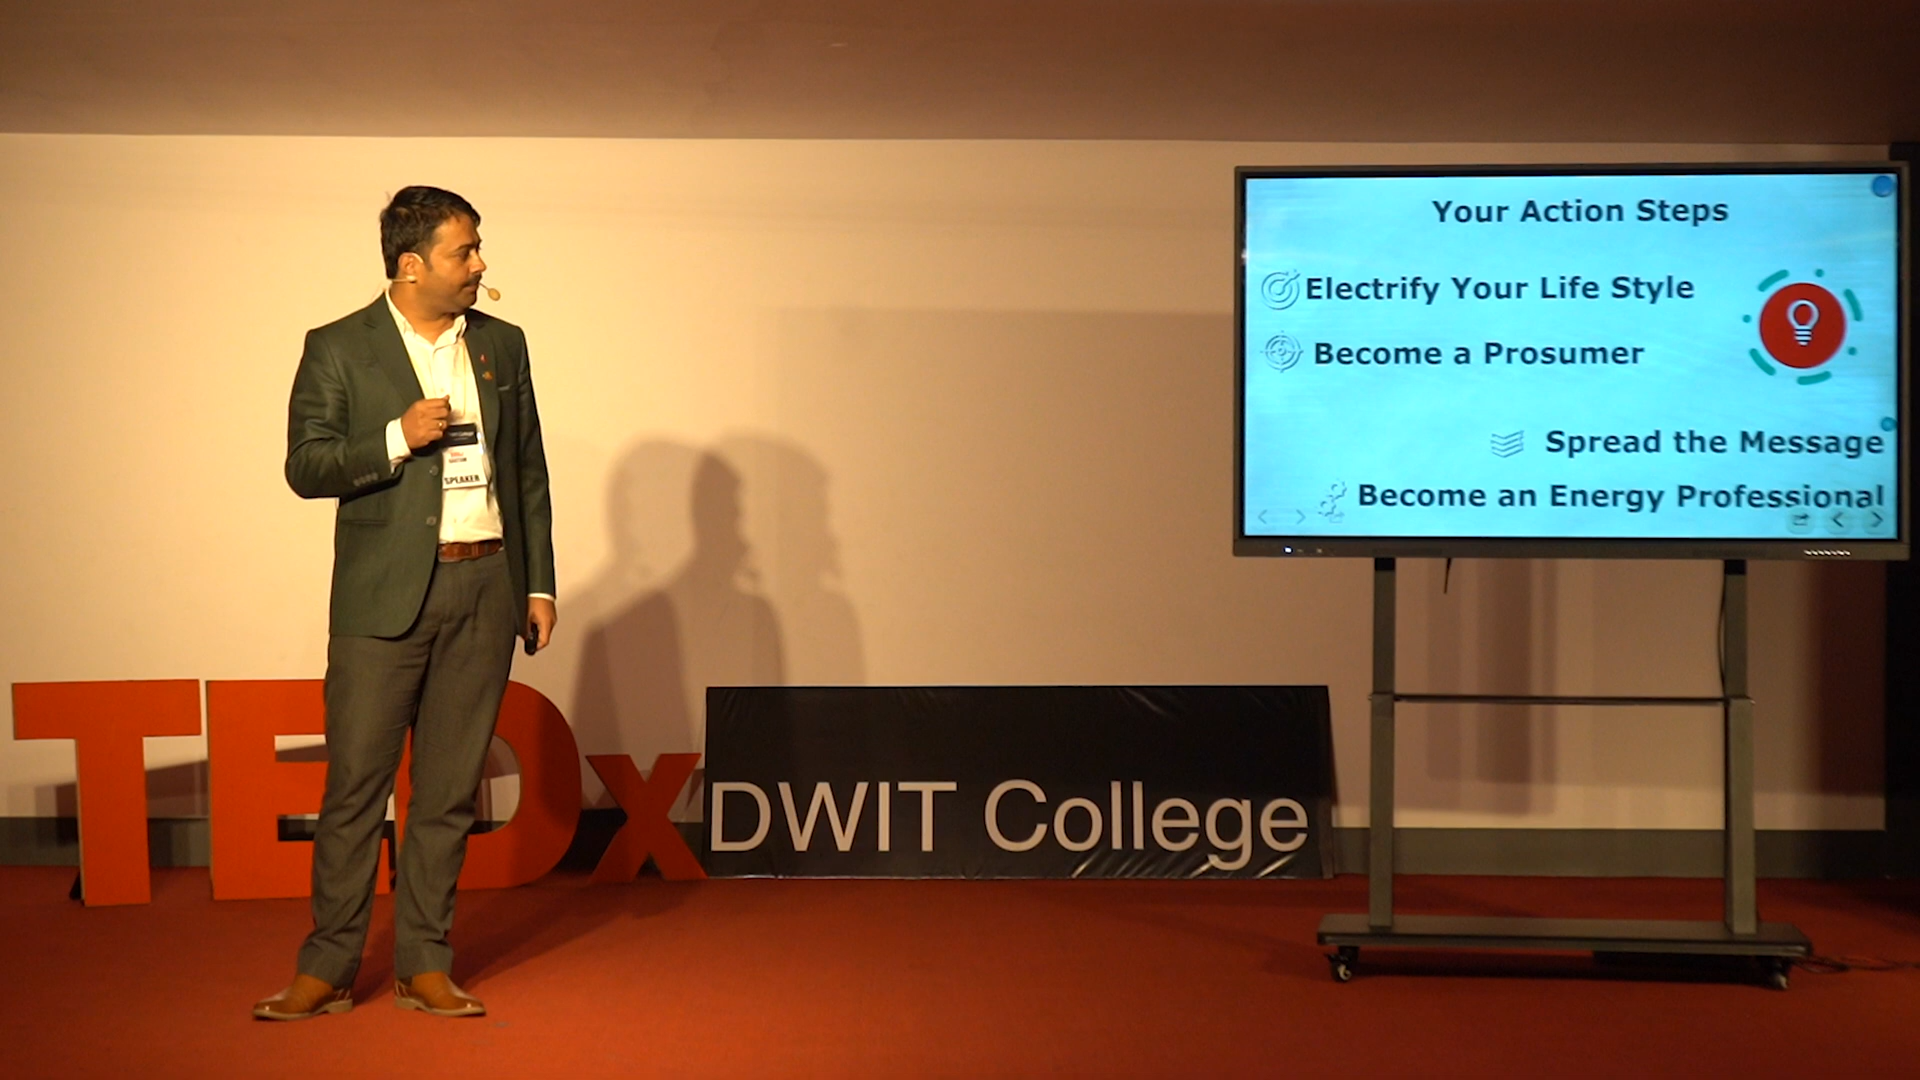 Your Action Steps
Electrify Your Life Style
Become a Prosumer
Spread the Message
Become an Energy Professional
SPEAKER
TEDx
DWIT College